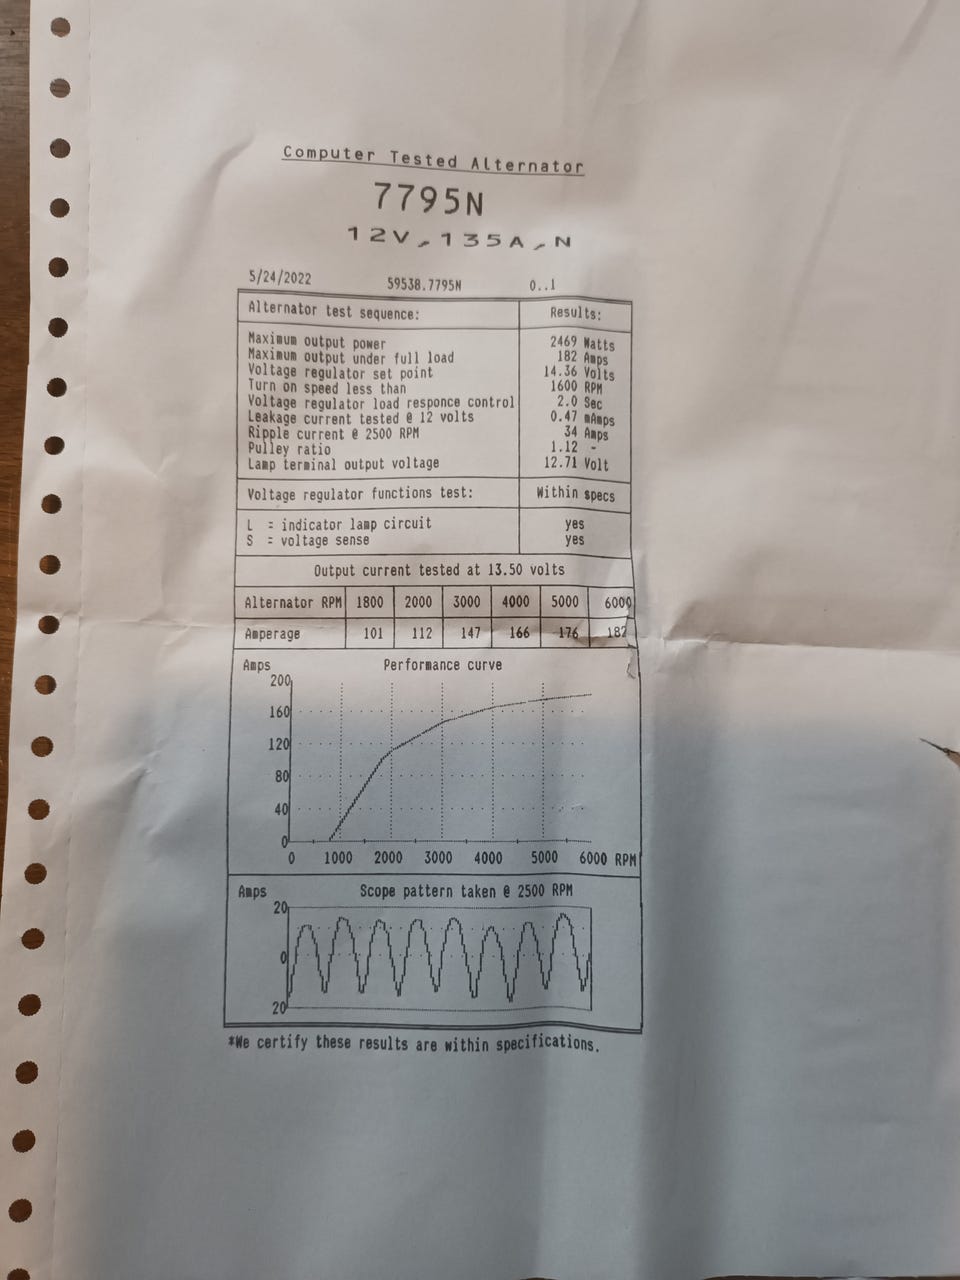 Computer Tested Alternator
7795N
12V, 135A, N
5/24/2022 59538.7795N 0..1
Alternator test sequence: Results:
Maximum output power 2469 Watts
Maximum output under full load 182 Amps
Voltage regulator set point 14.36 Volts
Turn on speed less than 1600 RPM
Voltage regulator load responce control 2.0 Sec
Leakage current tested @ 12 volts 0.47 mAmps
Ripple current @ 2500 RPM 34 Amps
Pulley ratio 1.12 -
Lamp terminal output voltage 12.71 Volt
Voltage regulator functions test: Within specs
L = indicator lamp circuit yes
S = voltage sense yes
Output current tested at 13.50 volts
Alternator RPM 1800 2000 3000 4000 5000 6000
Amperage 101 112 147 166 176 182
Amps Performance curve
200
160
120
80
40
0
0 1000 2000 3000 4000 5000 6000 RPM
Amps Scope pattern taken @ 2500 RPM
20
0
20
*We certify these results are within specifications.